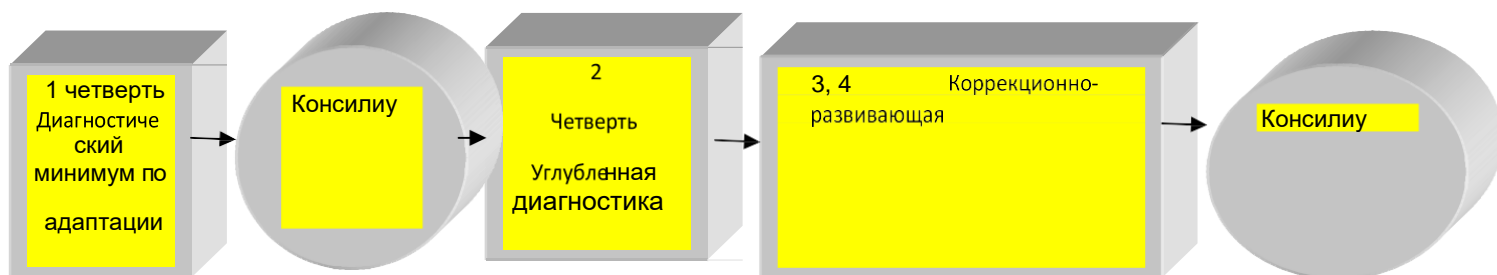 1 четверть
Диагностиче
ский
минимум по
адаптации
Консилиу
2
Четверть
Углубленная
диагностика
3, 4 Коррекционно-
развивающая
Консилиу